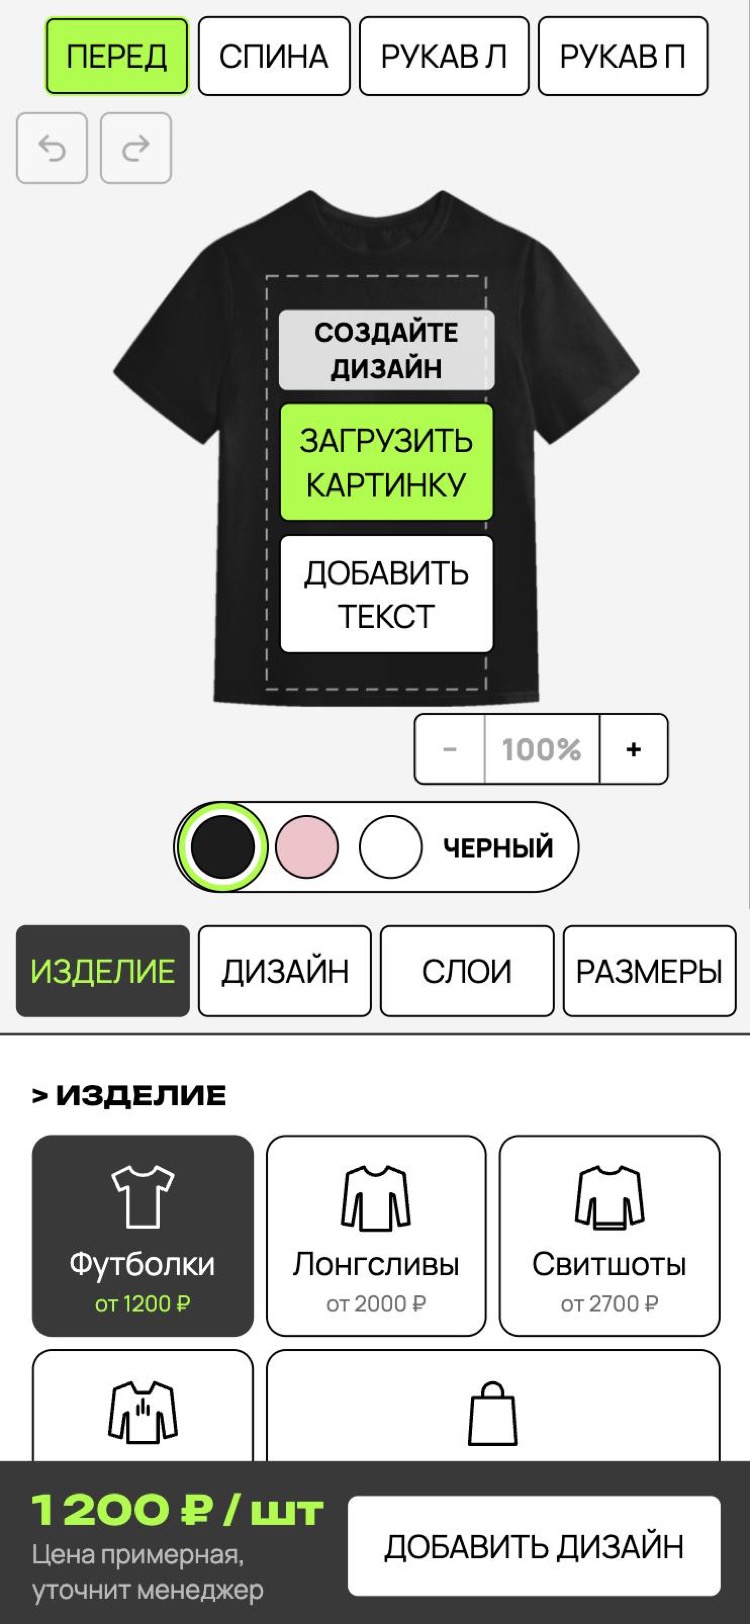 ПЕРЕД СПИНА РУКАВ Л РУКАВ П
СОЗДАЙТЕ
ДИЗАЙН
ЗАГРУЗИТЬ
КАРТИНКУ
ДОБАВИТЬ
ТЕКСТ
− 100% +
ЧЕРНЫЙ
ИЗДЕЛИЕ ДИЗАЙН СЛОИ РАЗМЕРЫ
> ИЗДЕЛИЕ
Футболки Лонгсливы Свитшоты
от 1200 ₽ от 2000 ₽ от 2700 ₽
1 200 ₽ / шт
Цена примерная,
уточнит менеджер
ДОБАВИТЬ ДИЗАЙН